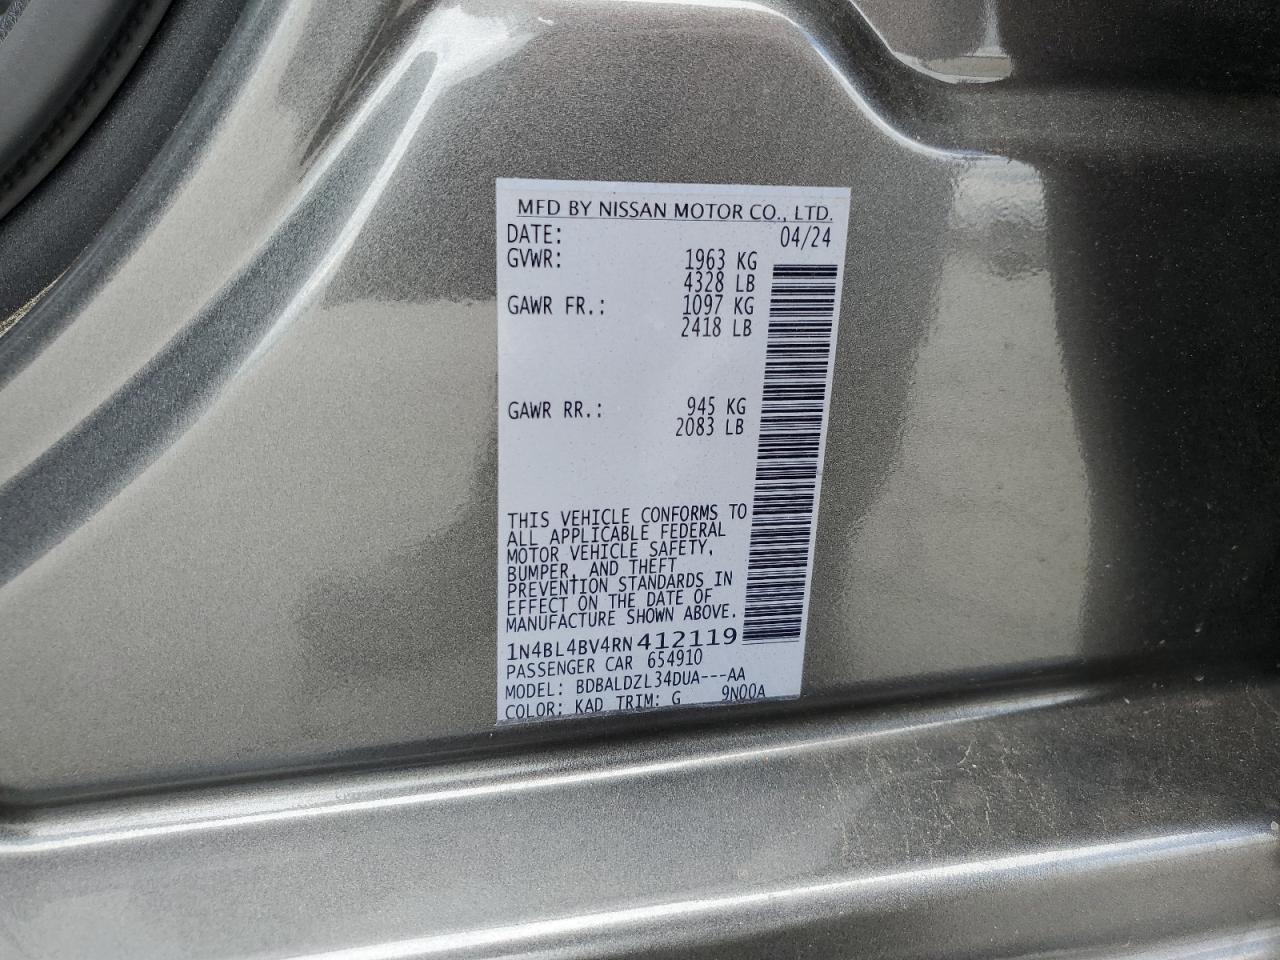 MFD BY NISSAN MOTOR CO., LTD.
DATE: 04/24
GVWR: 1963 KG
4328 LB
GAWR FR.: 1097 KG
2418 LB
GAWR RR.: 945 KG
2083 LB
THIS VEHICLE CONFORMS TO
ALL APPLICABLE FEDERAL
MOTOR VEHICLE SAFETY,
BUMPER, AND THEFT
PREVENTION STANDARDS IN
EFFECT ON THE DATE OF
MANUFACTURE SHOWN ABOVE.
1N4BL4BV4RN412119
PASSENGER CAR 654910
MODEL: BDBALDZL34DUA---AA
COLOR: KAD TRIM: G 9N00A